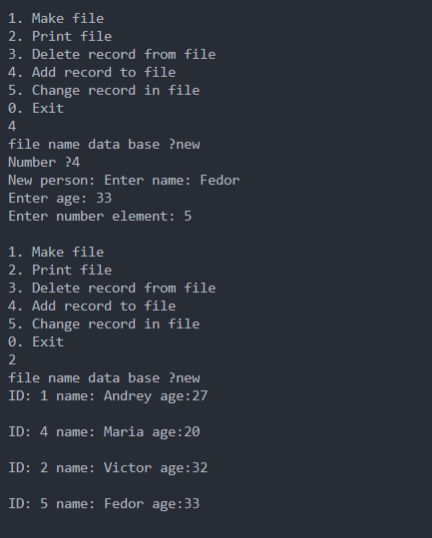 1. Make file
2. Print file
3. Delete record from file
4. Add record to file
5. Change record in file
0. Exit
4
file name data base ?new
Number ?4
New person: Enter name: Fedor
Enter age: 33
Enter number element: 5
1. Make file
2. Print file
3. Delete record from file
4. Add record to file
5. Change record in file
0. Exit
2
file name data base ?new
ID: 1 name: Andrey age:27
ID: 4 name: Maria age:20
ID: 2 name: Victor age:32
ID: 5 name: Fedor age:33